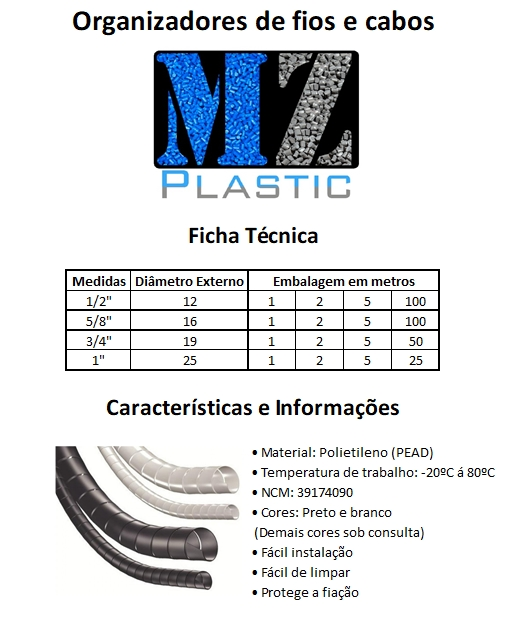 Organizadores de fios e cabos
MZ
PLASTIC
Ficha Técnica
Medidas Diâmetro Externo Embalagem em metros
1/2" 12 1 2 5 100
5/8" 16 1 2 5 100
3/4" 19 1 2 5 50
1" 25 1 2 5 25
Características e Informações
• Material: Polietileno (PEAD)
• Temperatura de trabalho: -20ºC á 80ºC
• NCM: 39174090
• Cores: Preto e branco
(Demais cores sob consulta)
• Fácil instalação
• Fácil de limpar
• Protege a fiação